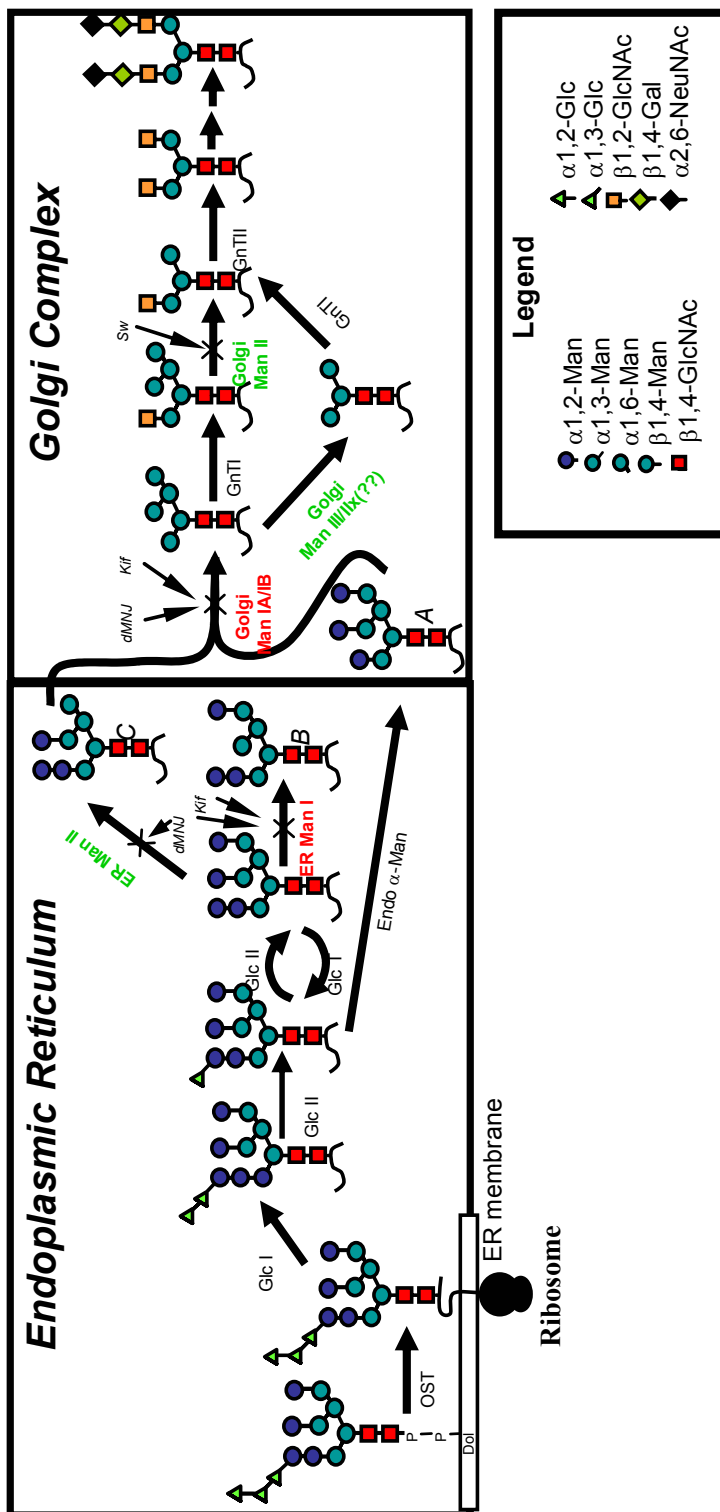 Endoplasmic Reticulum
Golgi Complex
Dol
P
P
OST
Ribosome
ER membrane
Glc I
Glc II
Glc II
Glc I
Endo α-Man
ER Man II
dMNJ
Kif
ER Man I
B
C
A
dMNJ
Kif
Golgi
Man IA/IB
GnTI
Golgi
Man III/IIx(??)
GnTI
Sw
Golgi
Man II
GnTII
Legend
α1,2-Man
α1,3-Man
α1,6-Man
β1,4-Man
β1,4-GlcNAc
α1,2-Glc
α1,3-Glc
β1,2-GlcNAc
β1,4-Gal
α2,6-NeuNAc